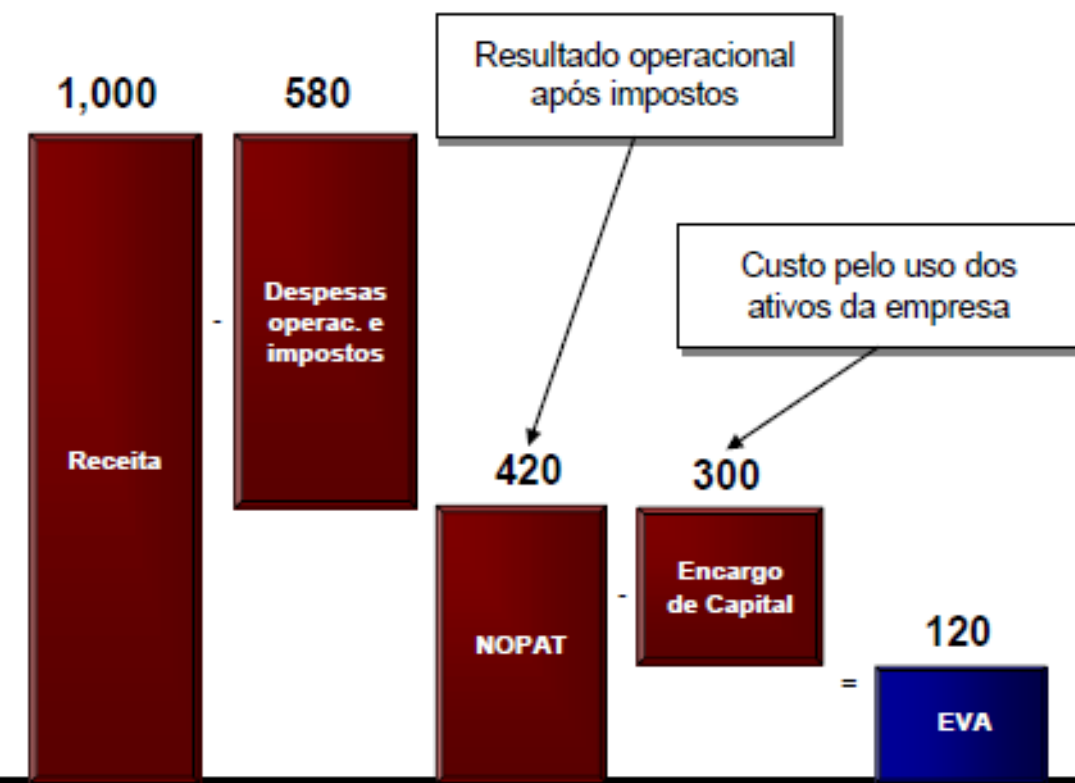 Resultado operacional
após impostos
1,000
580
Custo pelo uso dos
ativos da empresa
Despesas
operac. e
impostos
-
Receita
420
300
NOPAT
-
Encargo
de Capital
=
120
EVA